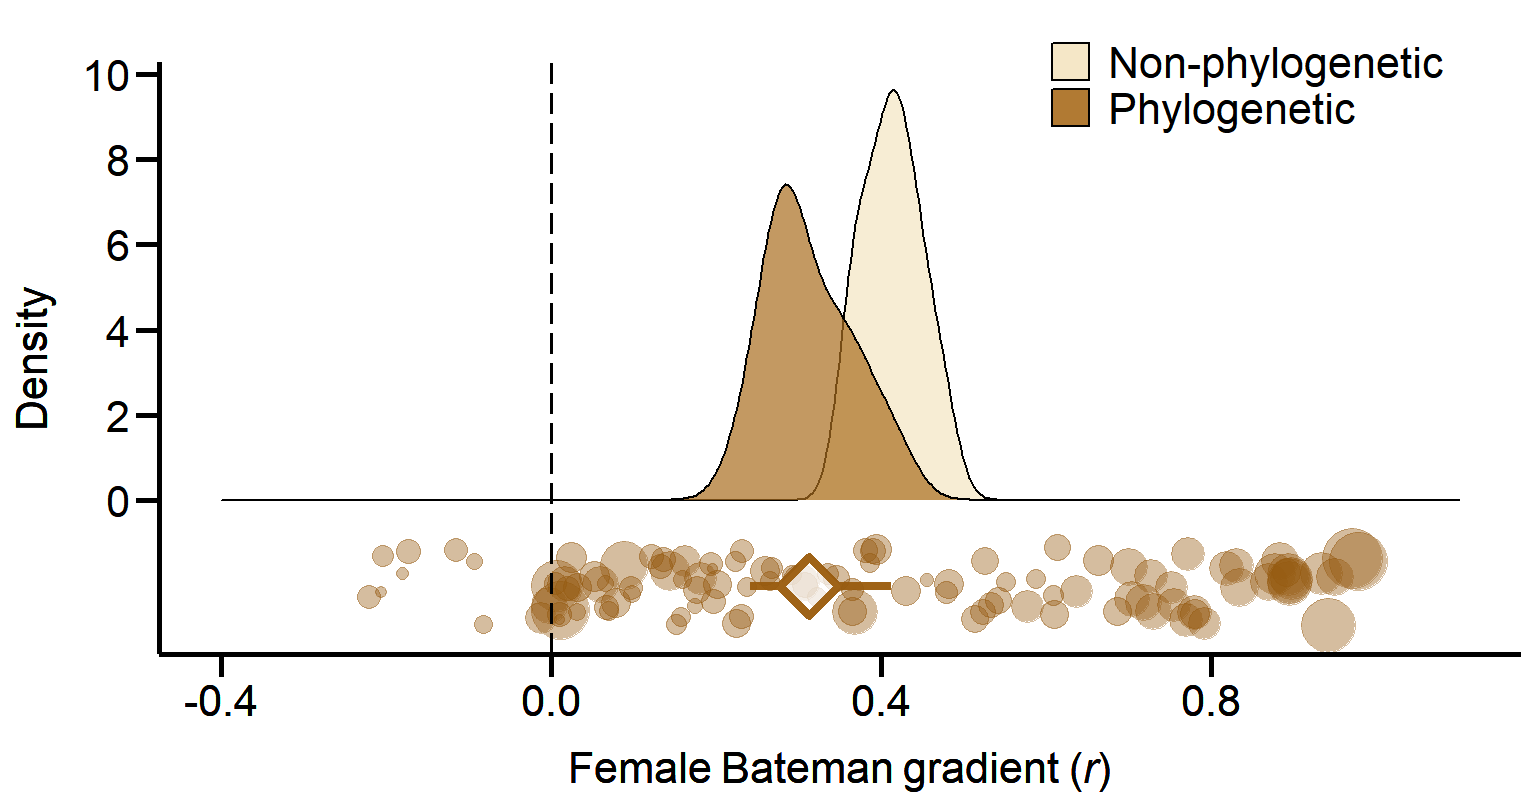 Non-phylogenetic
Phylogenetic
10
8
6
4
2
0
Density
-0.4
0.0
0.4
0.8
Female Bateman gradient (r)